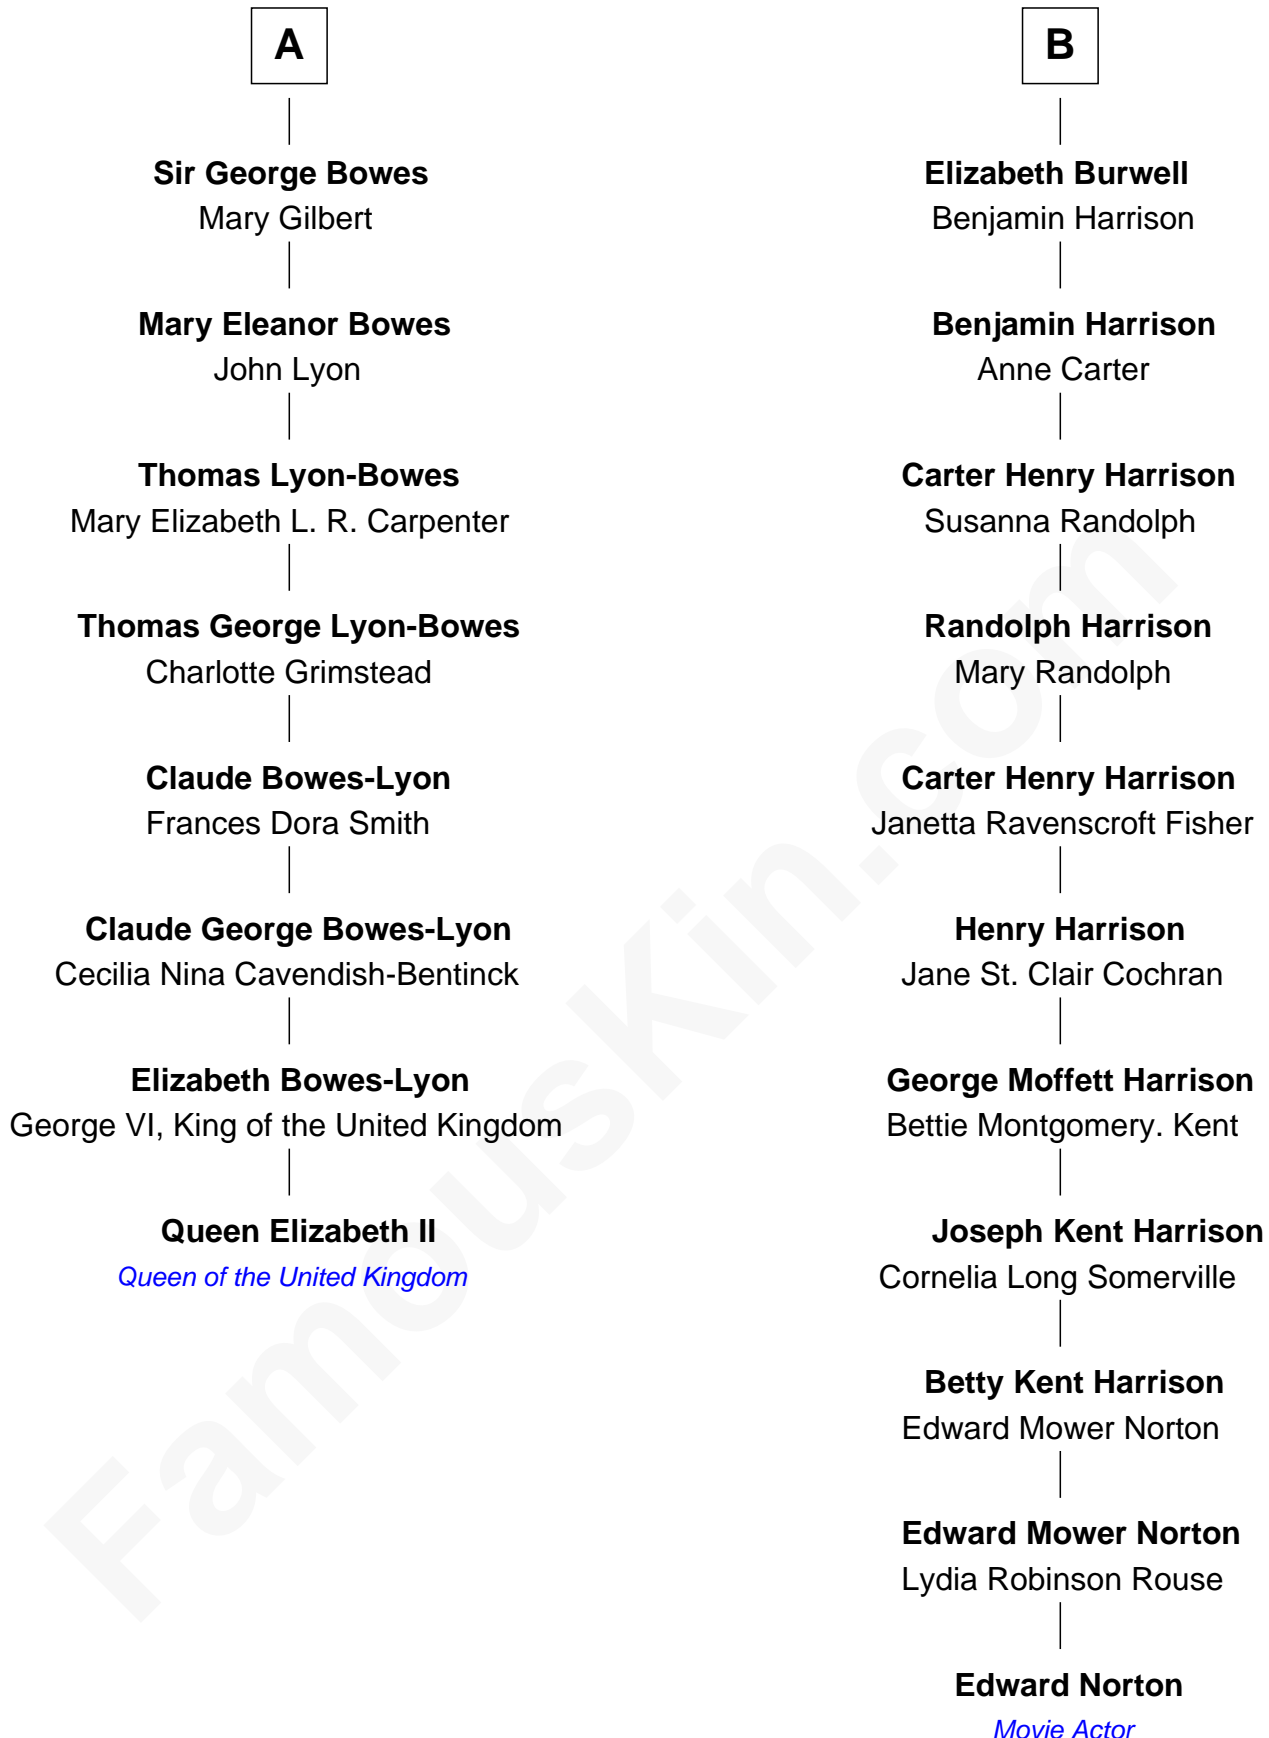 A
Sir George Bowes
Mary Gilbert
Mary Eleanor Bowes
John Lyon
Thomas Lyon-Bowes
Mary Elizabeth L. R. Carpenter
Thomas George Lyon-Bowes
Charlotte Grimstead
Claude Bowes-Lyon
Frances Dora Smith
Claude George Bowes-Lyon
Cecilia Nina Cavendish-Bentinck
Elizabeth Bowes-Lyon
George VI, King of the United Kingdom
Queen Elizabeth II
Queen of the United Kingdom
B
Elizabeth Burwell
Benjamin Harrison
Benjamin Harrison
Anne Carter
Carter Henry Harrison
Susanna Randolph
Randolph Harrison
Mary Randolph
Carter Henry Harrison
Janetta Ravenscroft Fisher
Henry Harrison
Jane St. Clair Cochran
George Moffett Harrison
Bettie Montgomery. Kent
Joseph Kent Harrison
Cornelia Long Somerville
Betty Kent Harrison
Edward Mower Norton
Edward Mower Norton
Lydia Robinson Rouse
Edward Norton
Movie Actor
FamousKin.com